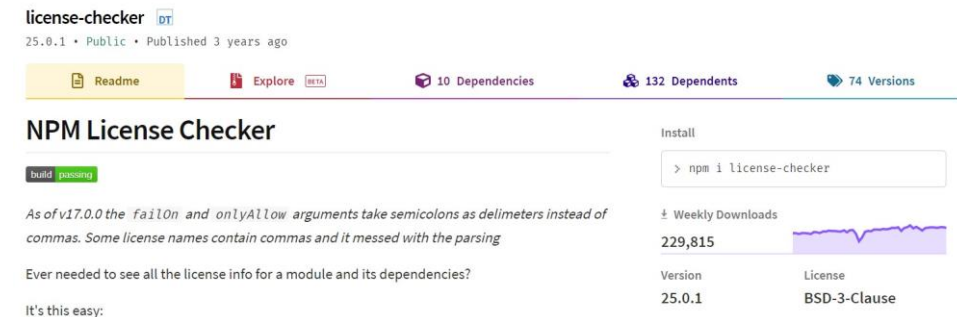 license-checker DT
25.0.1 • Public • Published 3 years ago
Readme
Explore BETA
10 Dependencies
132 Dependents
74 Versions
NPM License Checker
build passing
As of v17.0.0 the failOn and onlyAllow arguments take semicolons as delimeters instead of
commas. Some license names contain commas and it messed with the parsing
Ever needed to see all the license info for a module and its dependencies?
It's this easy:
Install
> npm i license-checker
Weekly Downloads
229,815
Version
License
25.0.1
BSD-3-Clause